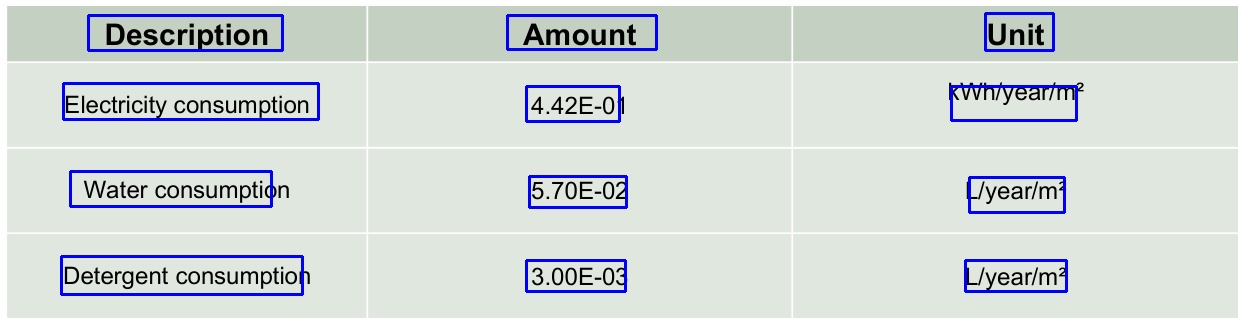 Description Amount Unit
Electricity consumption 4.42E-01 kWh/year/m²
Water consumption 5.70E-02 L/year/m²
Detergent consumption 3.00E-03 L/year/m²